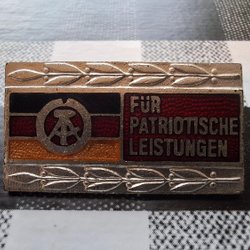 FÜR
PATRIOTISCHE
LEISTUNGEN